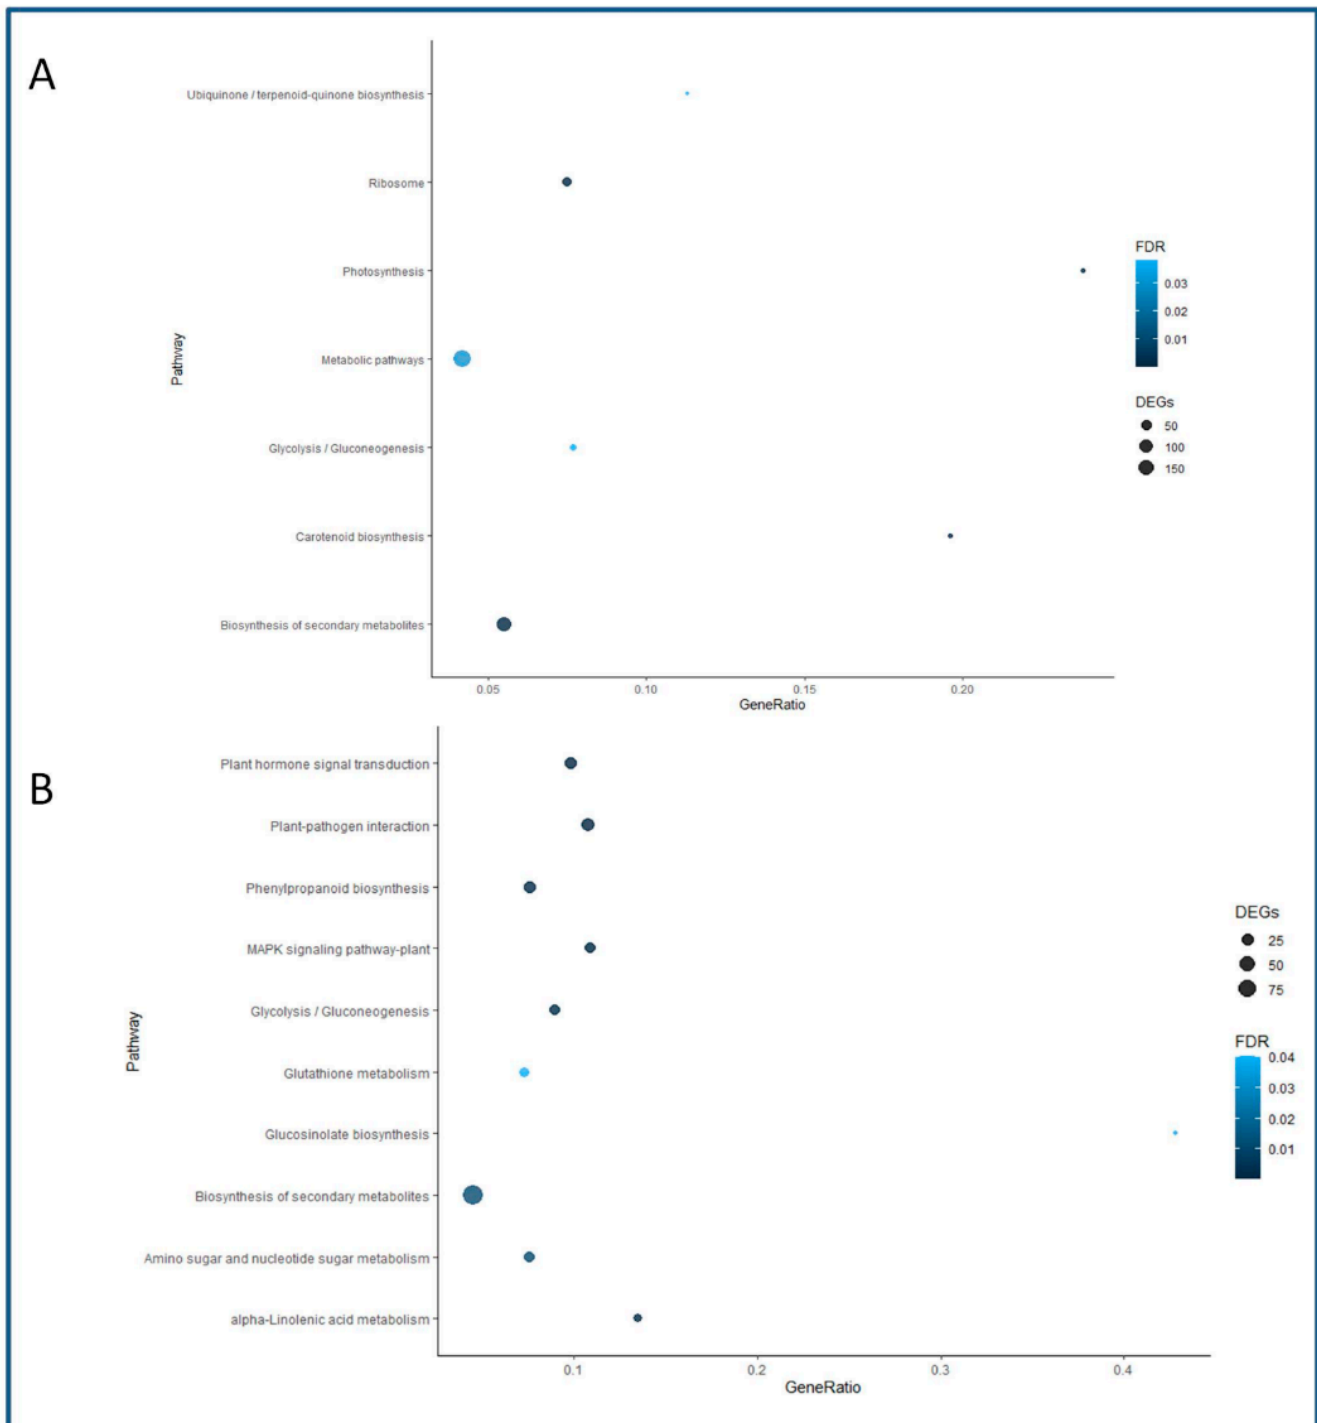 A
Ubiquinone / terpenoid-quinone biosynthesis
Ribosome
Photosynthesis
Metabolic pathways
Glycolysis / Gluconeogenesis
Carotenoid biosynthesis
Biosynthesis of secondary metabolites
Pathway
0.05 0.10 0.15 0.20
GeneRatio
FDR
0.03
0.02
0.01
DEGs
50
100
150
B
Plant hormone signal transduction
Plant-pathogen interaction
Phenylpropanoid biosynthesis
MAPK signaling pathway-plant
Glycolysis / Gluconeogenesis
Glutathione metabolism
Glucosinolate biosynthesis
Biosynthesis of secondary metabolites
Amino sugar and nucleotide sugar metabolism
alpha-Linolenic acid metabolism
Pathway
0.1 0.2 0.3 0.4
GeneRatio
DEGs
25
50
75
FDR
0.04
0.03
0.02
0.01